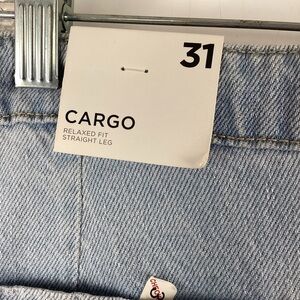 31
CARGO
RELAXED FIT
STRAIGHT LEG